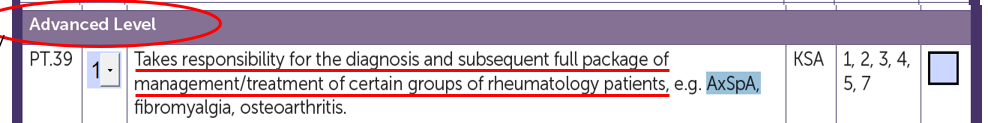 Advanced Level
PT.39 1 Takes responsibility for the diagnosis and subsequent full package of KSA 1, 2, 3, 4,
management/treatment of certain groups of rheumatology patients, e.g. AxSpA, 5, 7
fibromyalgia, osteoarthritis.